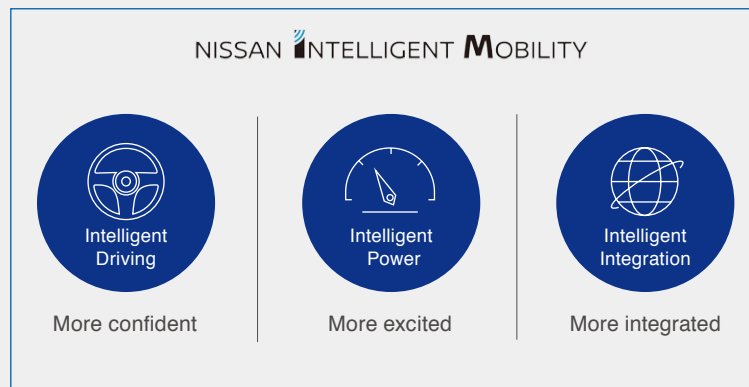 NISSAN INTELLIGENT MOBILITY
Intelligent
Driving
Intelligent
Power
Intelligent
Integration
More confident
More excited
More integrated